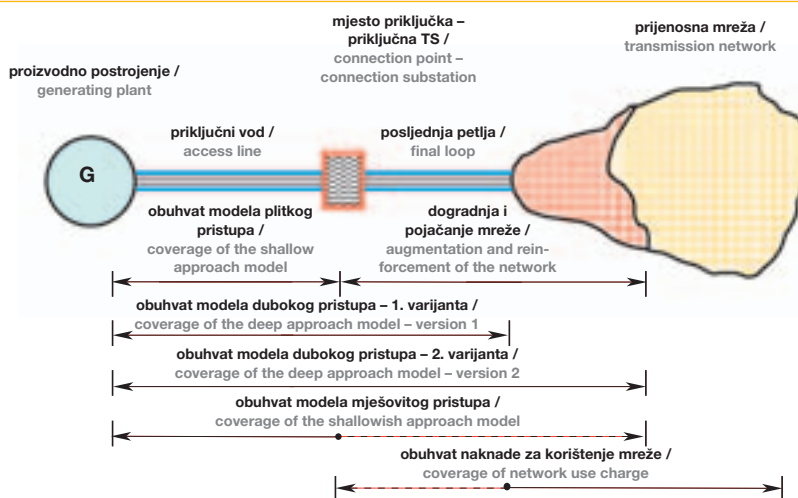 mjesto priključka –
priključna TS /
connection point –
connection substation
prijenosna mreža /
transmission network
proizvodno postrojenje /
generating plant
priključni vod /
access line
posljednja petlja /
final loop
G
obuhvat modela plitkog
pristupa /
coverage of the shallow
approach model
dogradnja i
pojačanje mreže /
augmentation and rein-
forcement of the network
obuhvat modela dubokog pristupa – 1. varijanta /
coverage of the deep approach model – version 1
obuhvat modela dubokog pristupa – 2. varijanta /
coverage of the deep approach model – version 2
obuhvat modela mješovitog pristupa /
coverage of the shallowish approach model
obuhvat naknade za korištenje mreže /
coverage of network use charge